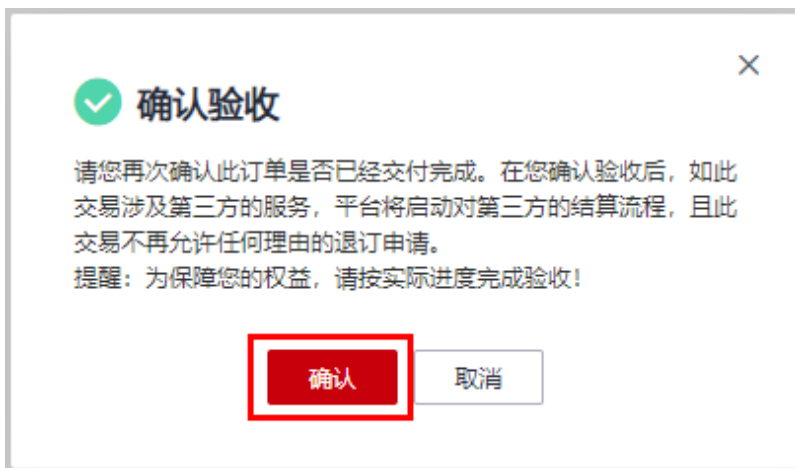 确认验收
请您再次确认此订单是否已经交付完成。在您确认验收后，如此
交易涉及第三方的服务，平台将启动对第三方的结算流程，且此
交易不再允许任何理由的退订申请。
提醒：为保障您的权益，请按实际进度完成验收！
确认
取消